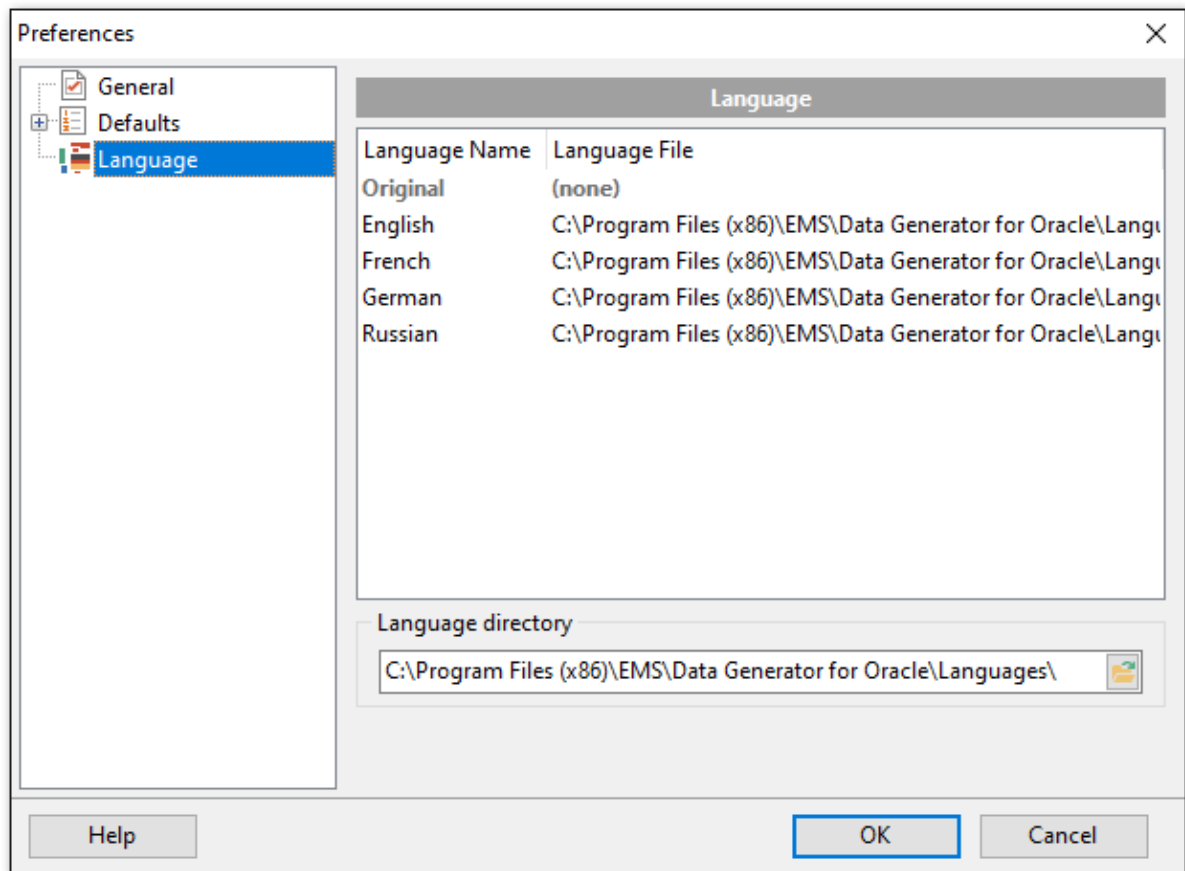 Preferences
General
Defaults
Language
Language
Language Name Language File
Original (none)
English C:\Program Files (x86)\EMS\Data Generator for Oracle\Langu
French C:\Program Files (x86)\EMS\Data Generator for Oracle\Langu
German C:\Program Files (x86)\EMS\Data Generator for Oracle\Langu
Russian C:\Program Files (x86)\EMS\Data Generator for Oracle\Langu
Language directory
C:\Program Files (x86)\EMS\Data Generator for Oracle\Languages\
Help OK Cancel